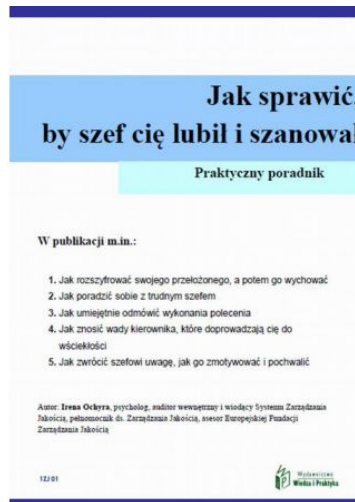 Jak sprawić,
by szef cię lubił i szanował
Praktyczny poradnik
W publikacji m.in.:
1. Jak rozszyfrować swojego przełożonego, a potem go wychować
2. Jak poradzić sobie z trudnym szefem
3. Jak umiejętnie odmówić wykonania polecenia
4. Jak znosić wady kierownika, które doprowadzają cię do
wściekłości
5. Jak zwrócić szefowi uwagę, jak go zmotywować i pochwalić
Autor: Irena Ochyra, psycholog, auditor wewnętrzny i wiodący Systemu Zarządzania
Jakością, pełnomocnik ds. Zarządzania Jakością, asesor Europejskiej Fundacji
Zarządzania Jakością
1ZJ 01
Wydawnictwo
Wiedza i Praktyka